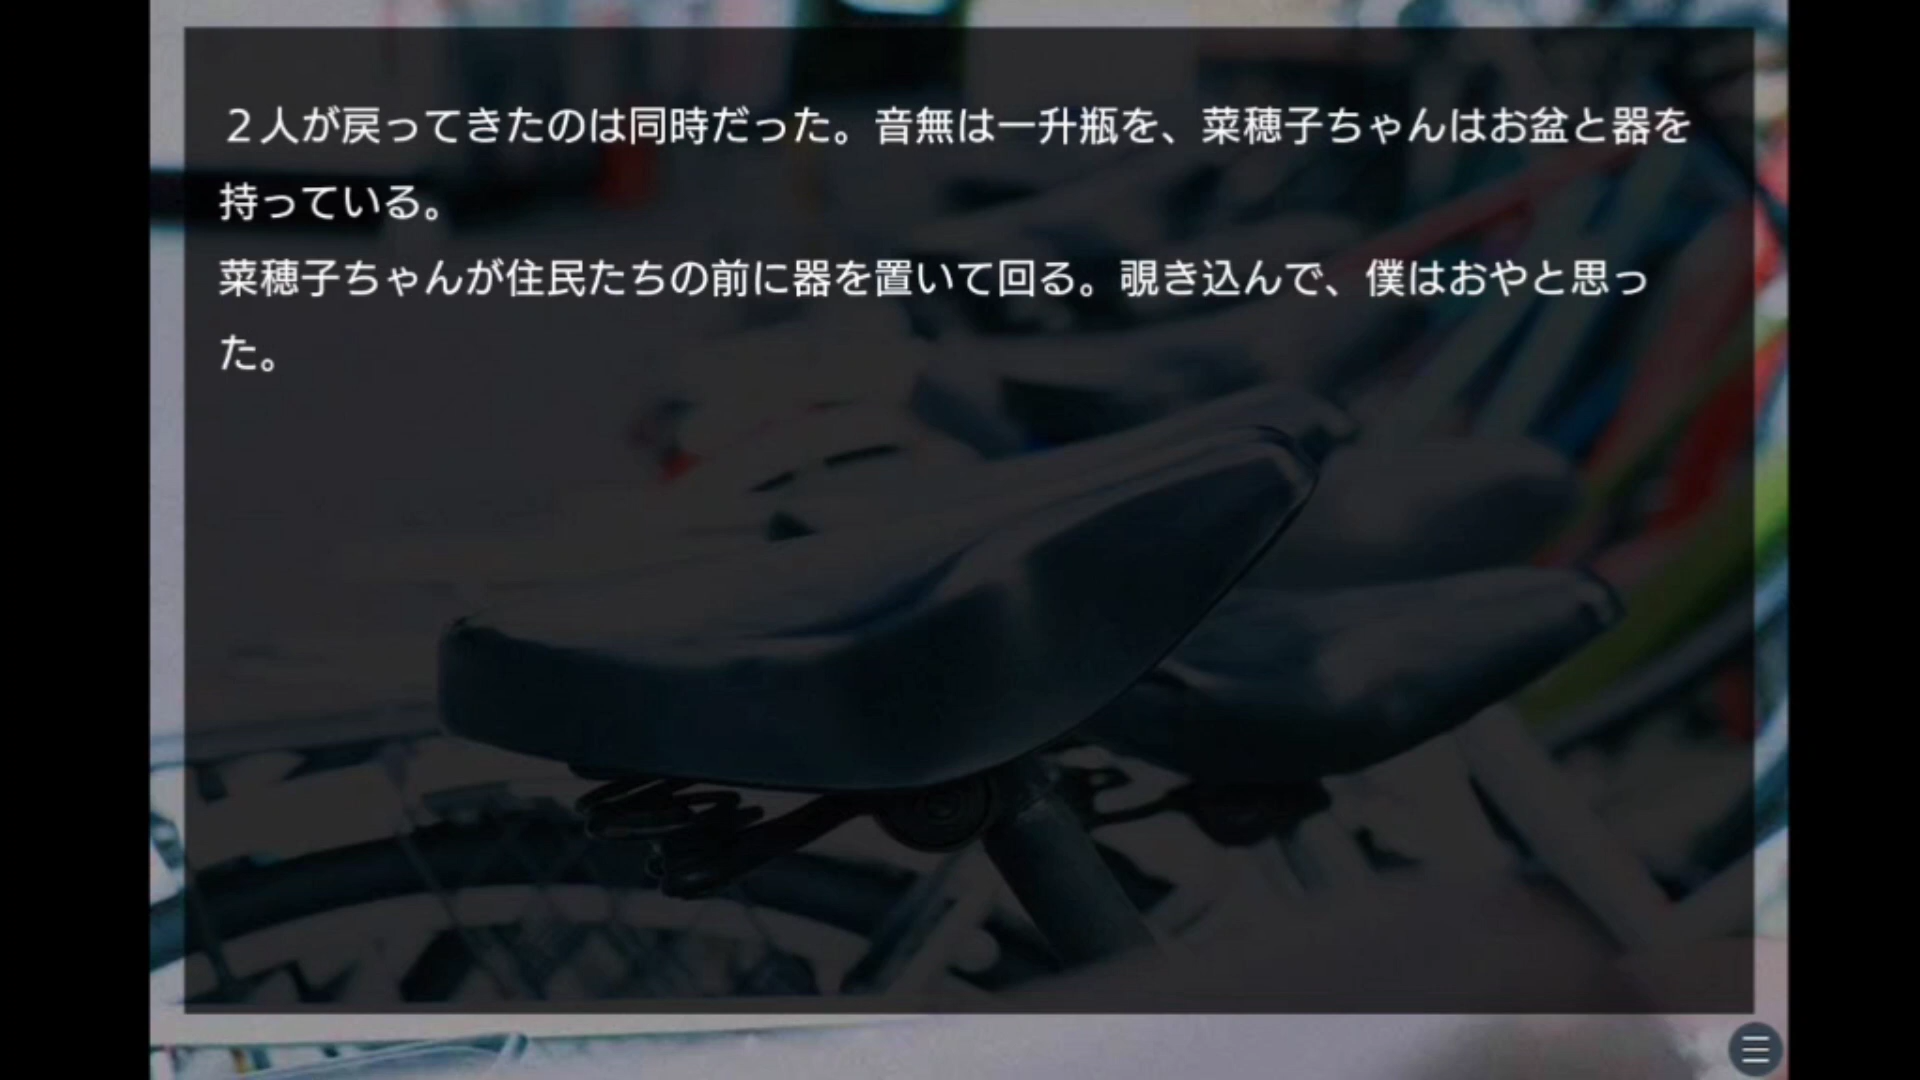 ２人が戻ってきたのは同時だった。音無は一升瓶を、菜穂子ちゃんはお盆と器を
持っている。
菜穂子ちゃんが住民たちの前に器を置いて回る。覗き込んで、僕はおやと思っ
た。